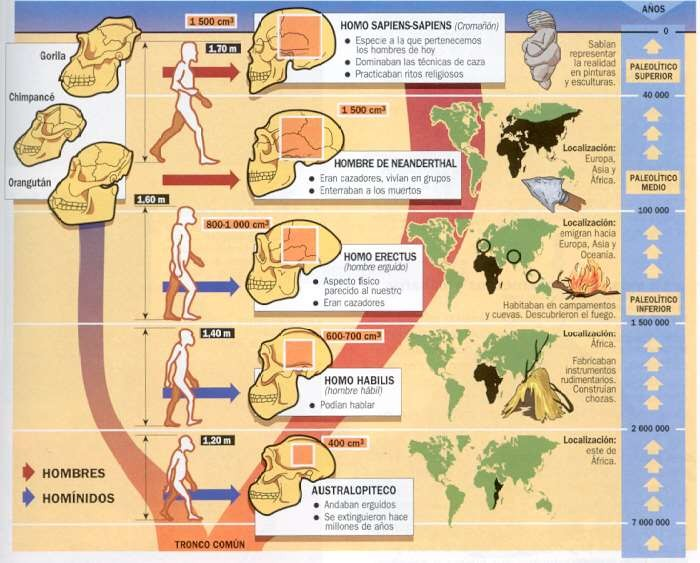 AÑOS
0
PALEOLÍTICO
SUPERIOR
40 000
PALEOLÍTICO
MEDIO
100 000
PALEOLÍTICO
INFERIOR
1 500 000
2 000 000
7 000 000
Gorila
Chimpancé
Orangután
1 500 cm³
1,70 m
HOMO SAPIENS-SAPIENS (Cromañón)
Especie a la que pertenecemos
los hombres de hoy
Dominaban las técnicas de caza
Practicaban ritos religiosos
Sabían
representar
la realidad
en pinturas
y esculturas.
1 500 cm³
HOMBRE DE NEANDERTHAL
Eran cazadores, vivían en grupos
Enterraban a los muertos
Localización:
Europa,
Asia y
África.
1,60 m
800-1 000 cm³
HOMO ERECTUS
(hombre erguido)
Aspecto físico
parecido al nuestro
Eran cazadores
Localización:
emigran hacia
Europa, Asia y
Oceanía.
Habitaban en campamentos
y cuevas. Descubrieron el fuego.
1,40 m
600-700 cm³
HOMO HABILIS
(hombre hábil)
Podían hablar
Localización:
África.
Fabricaban
instrumentos
rudimentarios.
Construían
chozas.
1,20 m
400 cm³
AUSTRALOPITECO
Andaban erguidos
Se extinguieron hace
millones de años
Localización:
este de
África.
HOMBRES
HOMÍNIDOS
TRONCO COMÚN